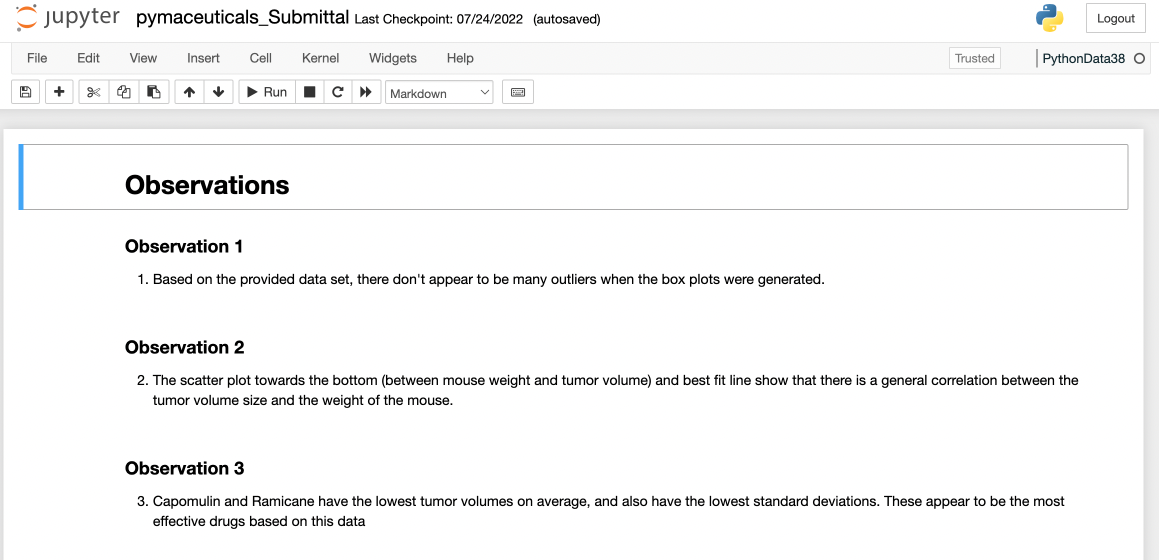 jupyter pymaceuticals_Submittal Last Checkpoint: 07/24/2022 (autosaved) Logout
File Edit View Insert Cell Kernel Widgets Help Trusted PythonData38
Run Markdown
Observations
Observation 1
1. Based on the provided data set, there don't appear to be many outliers when the box plots were generated.
Observation 2
2. The scatter plot towards the bottom (between mouse weight and tumor volume) and best fit line show that there is a general correlation between the
tumor volume size and the weight of the mouse.
Observation 3
3. Capomulin and Ramicane have the lowest tumor volumes on average, and also have the lowest standard deviations. These appear to be the most
effective drugs based on this data